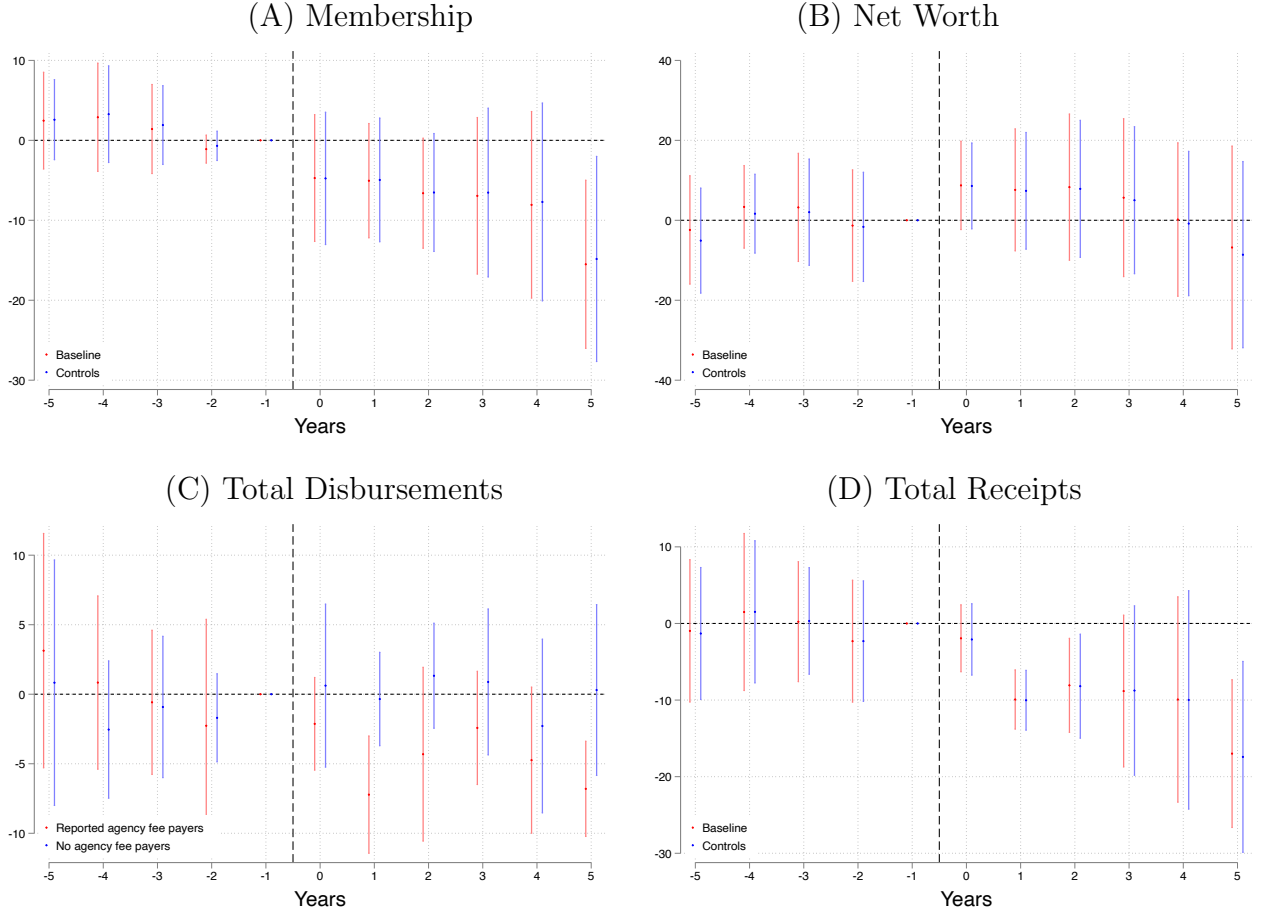 (A) Membership
10
0
-10
-20
-30
Baseline
Controls
-5 -4 -3 -2 -1 0 1 2 3 4 5
Years
(B) Net Worth
40
20
0
-20
-40
Baseline
Controls
-5 -4 -3 -2 -1 0 1 2 3 4 5
Years
(C) Total Disbursements
10
5
0
-5
-10
Reported agency fee payers
No agency fee payers
-5 -4 -3 -2 -1 0 1 2 3 4 5
Years
(D) Total Receipts
10
0
-10
-20
-30
Baseline
Controls
-5 -4 -3 -2 -1 0 1 2 3 4 5
Years